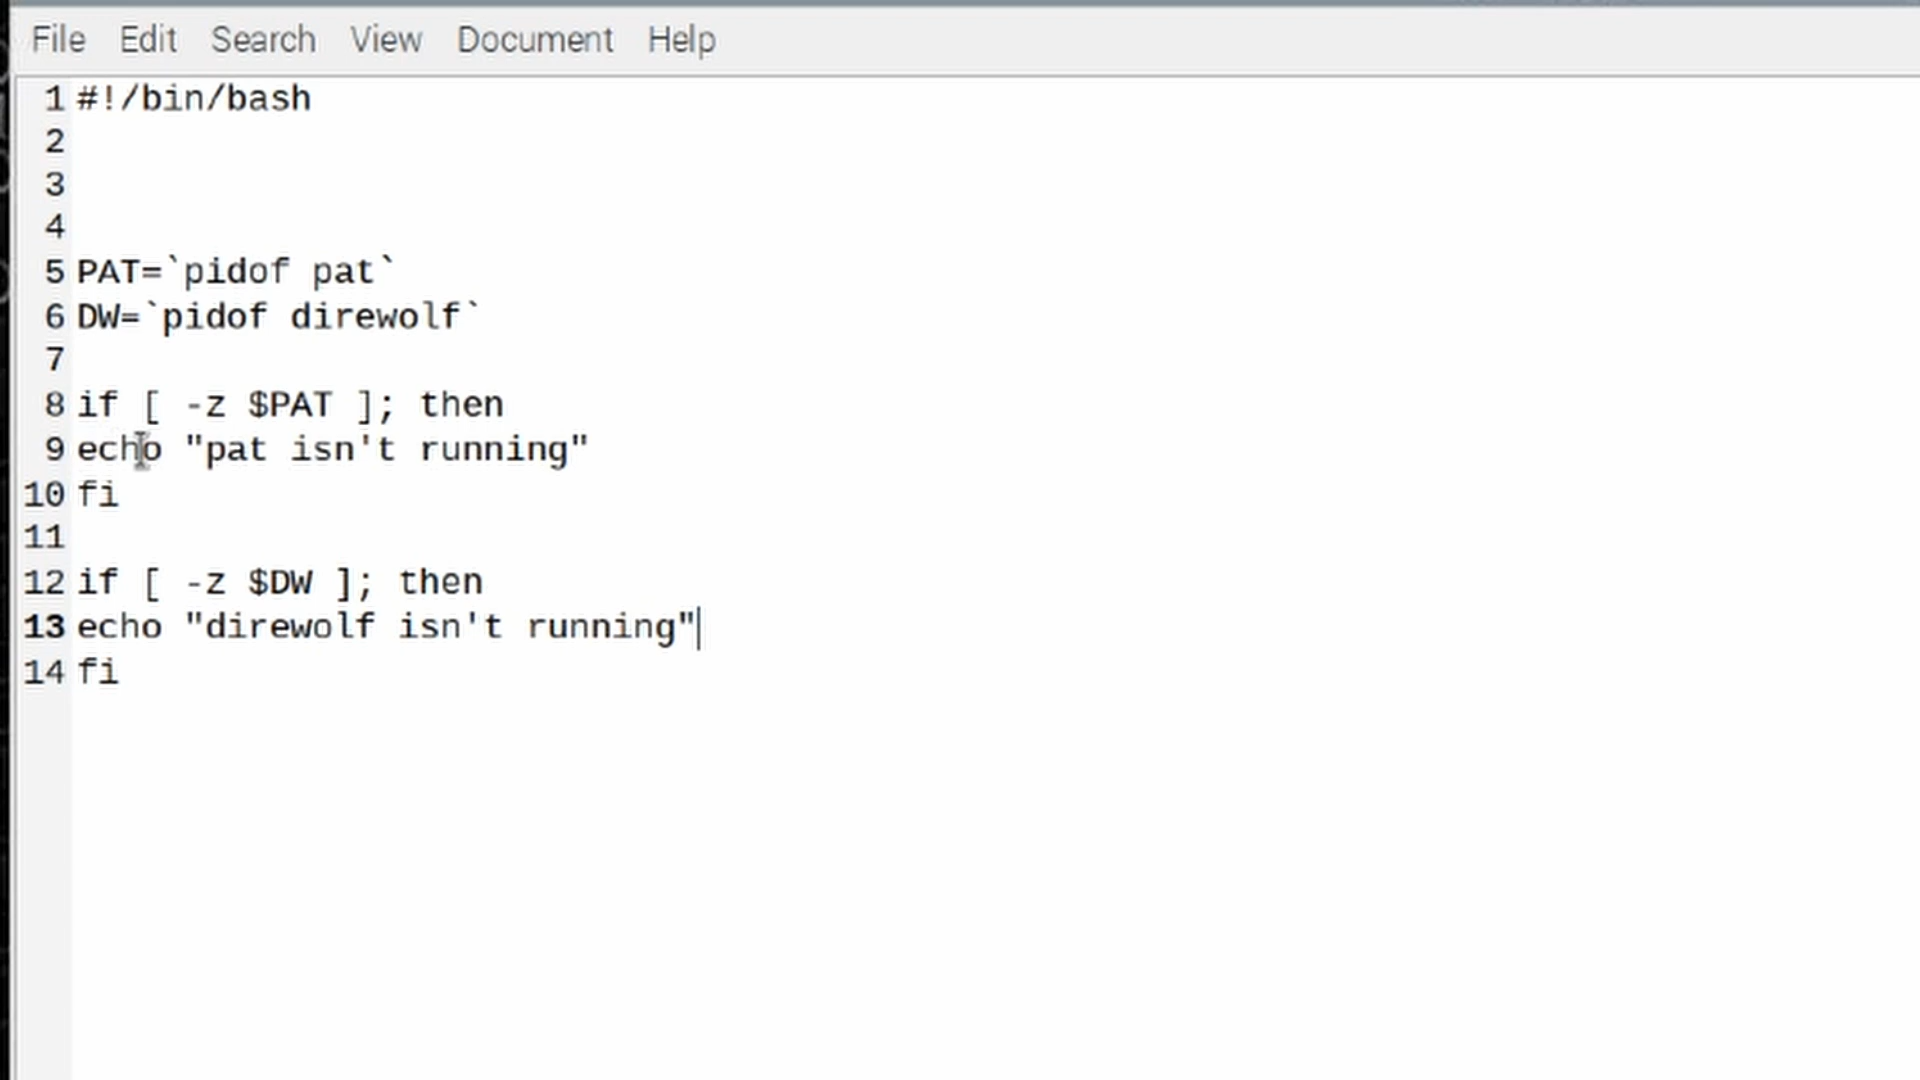 File Edit Search View Document Help
1 #!/bin/bash
2
3
4
5 PAT=`pidof pat`
6 DW=`pidof direwolf`
7
8 if [ -z $PAT ]; then
9 echo "pat isn't running"
10 fi
11
12 if [ -z $DW ]; then
13 echo "direwolf isn't running"
14 fi